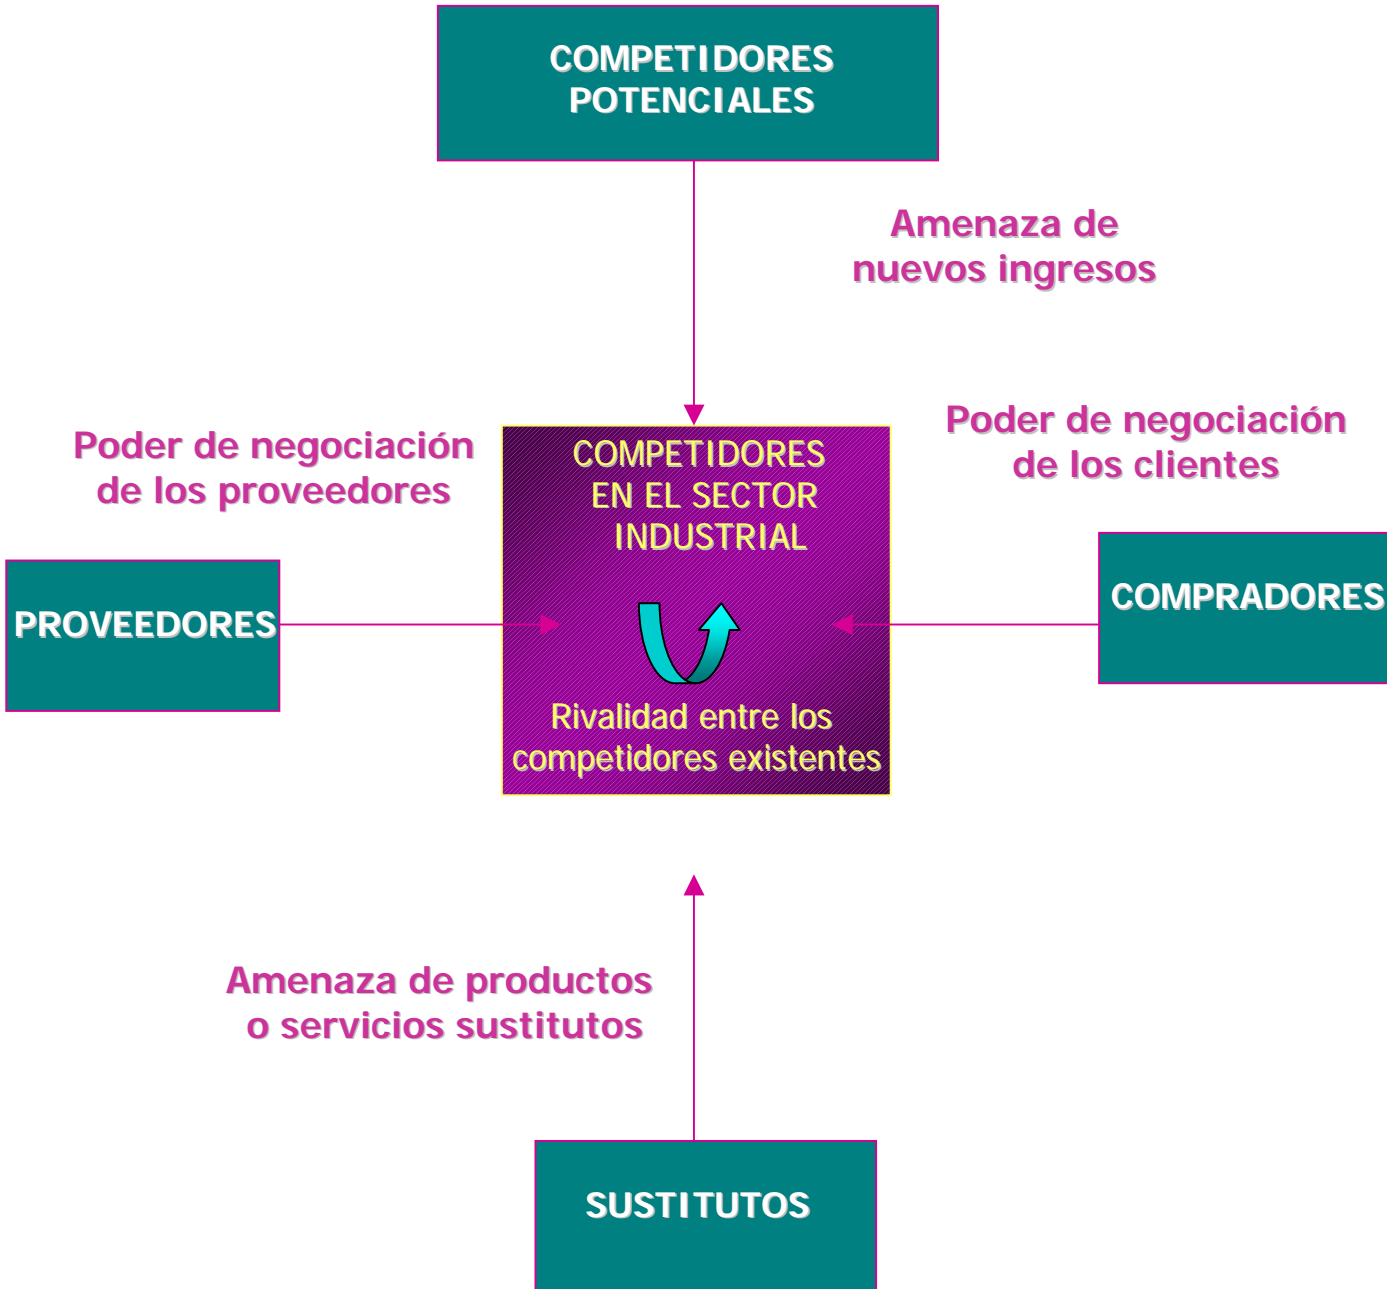 COMPETIDORES
POTENCIALES
Amenaza de
nuevos ingresos
Poder de negociación
de los proveedores
COMPETIDORES
EN EL SECTOR
INDUSTRIAL
Poder de negociación
de los clientes
PROVEEDORES
COMPRADORES
Rivalidad entre los
competidores existentes
Amenaza de productos
o servicios sustitutos
SUSTITUTOS